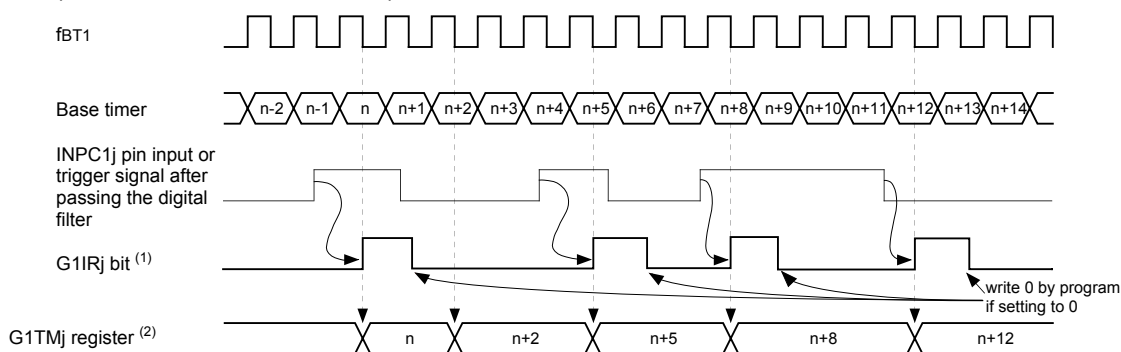 fBT1
Base timer
n-2 n-1 n n+1 n+2 n+3 n+4 n+5 n+6 n+7 n+8 n+9 n+10 n+11 n+12 n+13 n+14
INPC1j pin input or
trigger signal after
passing the digital
filter
G1IRj bit (1)
write 0 by program
if setting to 0
G1TMj register (2)
n n+2 n+5 n+8 n+12